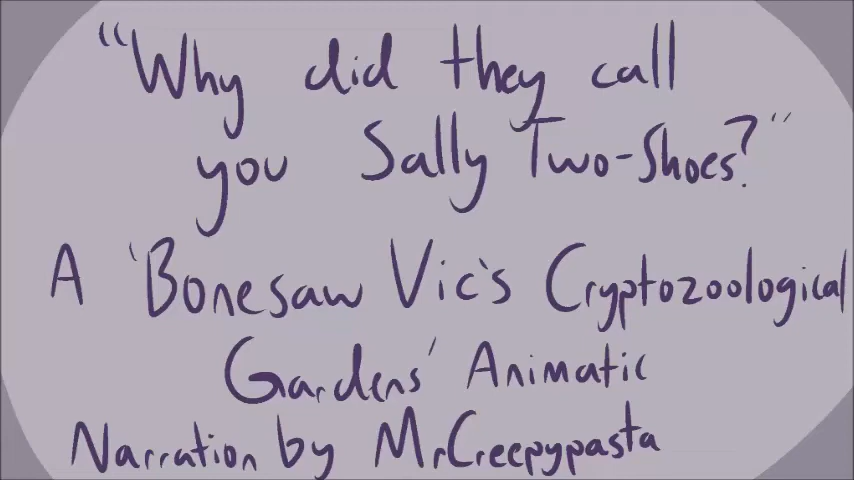 “Why did they call
you Sally Two-Shoes?”
A 'Bonesaw Vic's Cryptozoological
Gardens' Animatic
Narration by MrCreepypasta